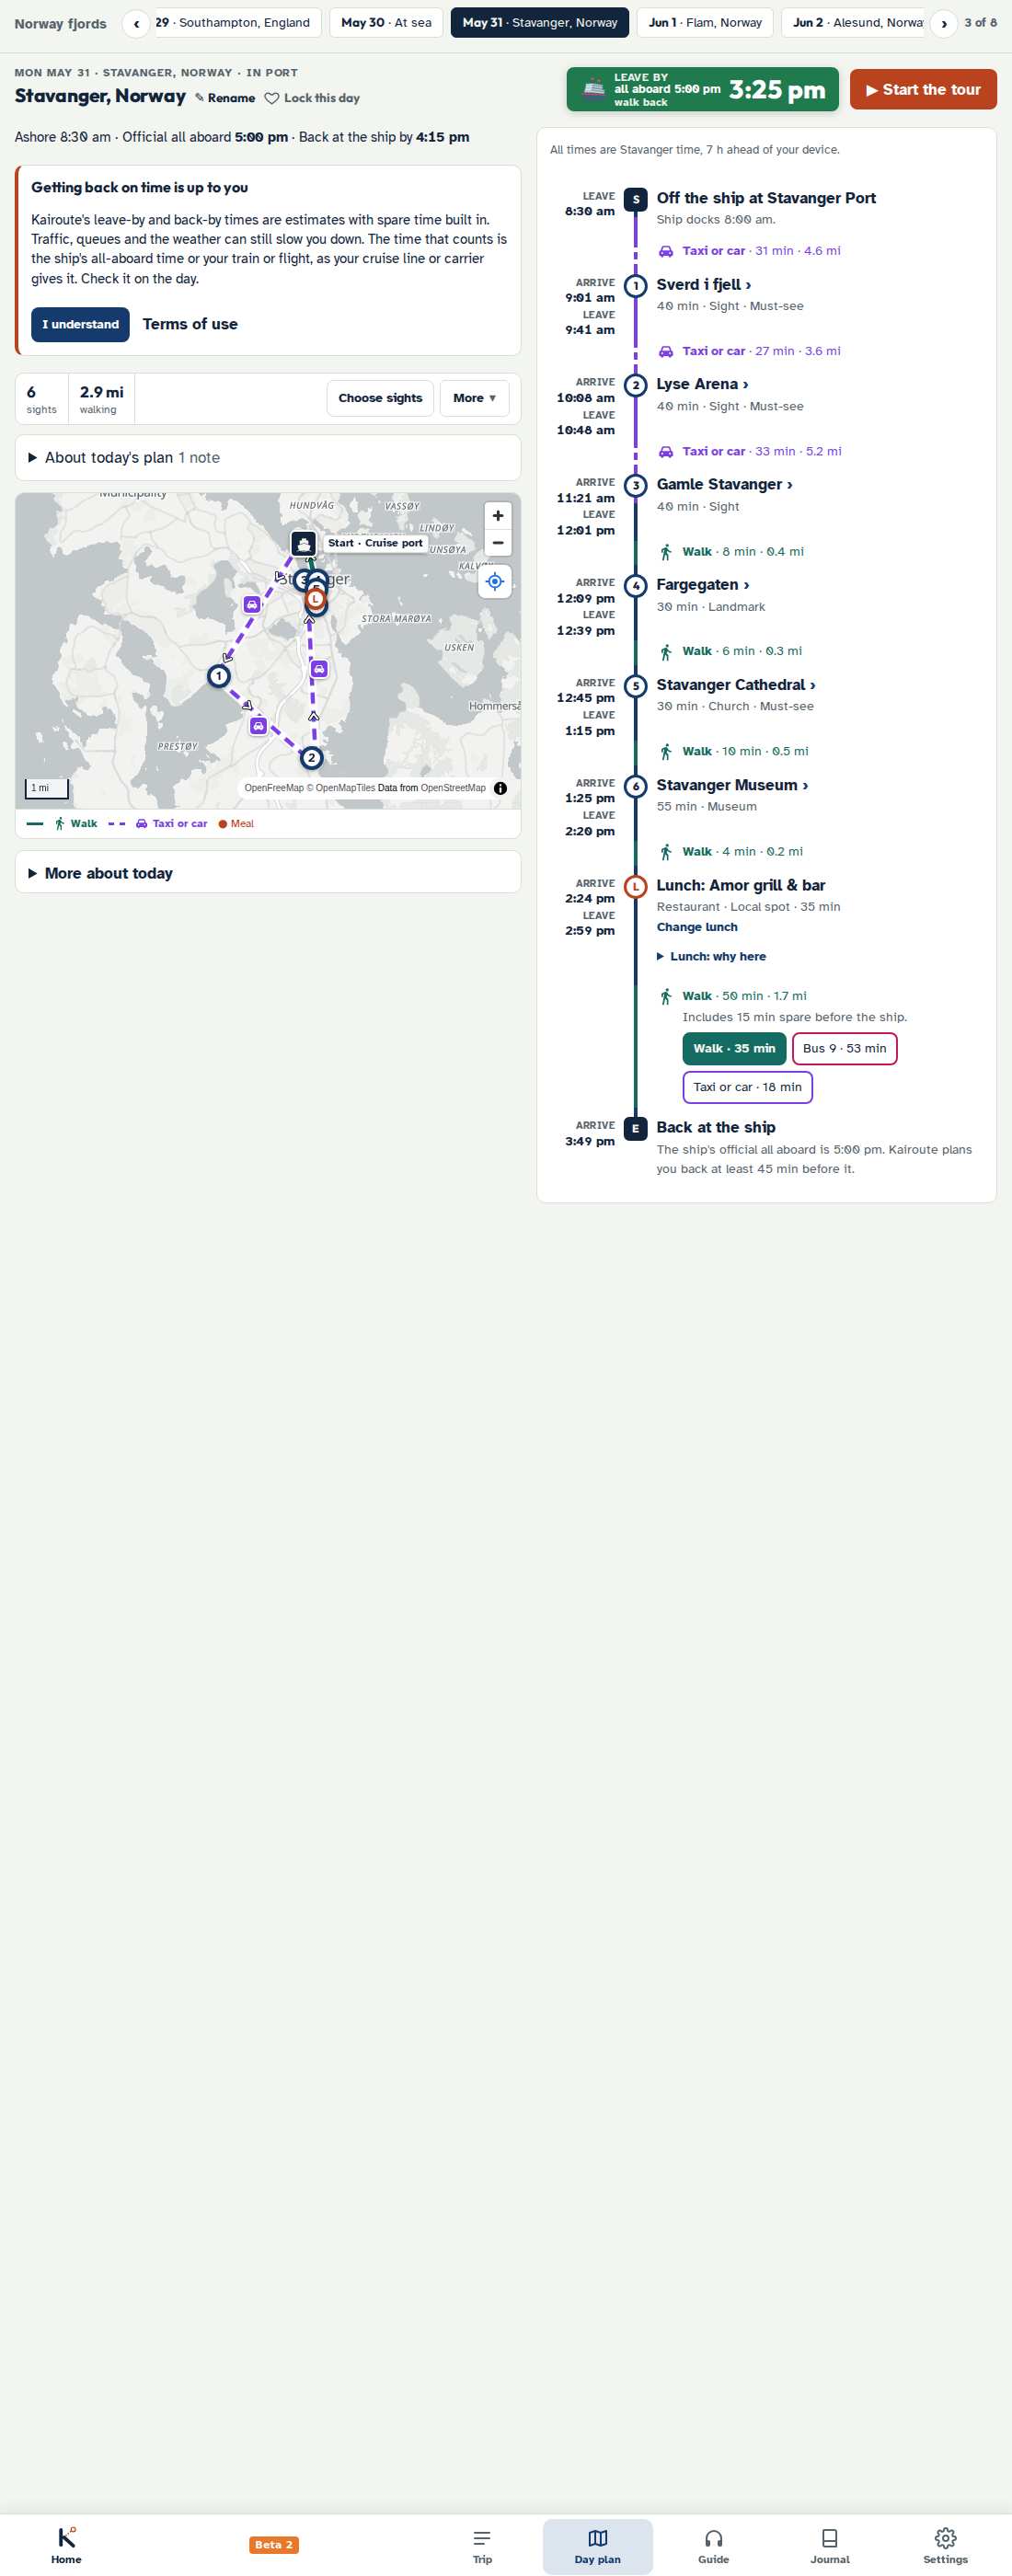 Norway fjords
‹
29 · Southampton, England
May 30 · At sea
May 31 · Stavanger, Norway
Jun 1 · Flam, Norway
Jun 2 · Alesund, Norwa
›
3 of 8
MON MAY 31 · STAVANGER, NORWAY · IN PORT
Stavanger, Norway
✎ Rename
Lock this day
LEAVE BY
all aboard 5:00 pm
walk back
3:25 pm
▶ Start the tour
Ashore 8:30 am · Official all aboard 5:00 pm · Back at the ship by 4:15 pm
Getting back on time is up to you
Kairoute's leave-by and back-by times are estimates with spare time built in.
Traffic, queues and the weather can still slow you down. The time that counts is
the ship's all-aboard time or your train or flight, as your cruise line or carrier
gives it. Check it on the day.
I understand
Terms of use
6
sights
2.9 mi
walking
Choose sights
More ▼
▶ About today's plan 1 note
HUNDVÅG
VASSØY
LINDØY
Start · Cruise port
UNSØYA
STORA MARØYA
USKEN
1
Hommerså
PRESTØY
2
L
1 mi
OpenFreeMap © OpenMapTiles Data from OpenStreetMap
Walk
Taxi or car
Meal
▶ More about today
All times are Stavanger time, 7 h ahead of your device.
LEAVE
8:30 am
S
Off the ship at Stavanger Port
Ship docks 8:00 am.
Taxi or car · 31 min · 4.6 mi
ARRIVE
9:01 am
LEAVE
9:41 am
1
Sverd i fjell ›
40 min · Sight · Must-see
Taxi or car · 27 min · 3.6 mi
ARRIVE
10:08 am
LEAVE
10:48 am
2
Lyse Arena ›
40 min · Sight · Must-see
Taxi or car · 33 min · 5.2 mi
ARRIVE
11:21 am
LEAVE
12:01 pm
3
Gamle Stavanger ›
40 min · Sight
Walk · 8 min · 0.4 mi
ARRIVE
12:09 pm
LEAVE
12:39 pm
4
Fargegaten ›
30 min · Landmark
Walk · 6 min · 0.3 mi
ARRIVE
12:45 pm
LEAVE
1:15 pm
5
Stavanger Cathedral ›
30 min · Church · Must-see
Walk · 10 min · 0.5 mi
ARRIVE
1:25 pm
LEAVE
2:20 pm
6
Stavanger Museum ›
55 min · Museum
Walk · 4 min · 0.2 mi
ARRIVE
2:24 pm
LEAVE
2:59 pm
L
Lunch: Amor grill & bar
Restaurant · Local spot · 35 min
Change lunch
▶ Lunch: why here
Walk · 50 min · 1.7 mi
Includes 15 min spare before the ship.
Walk · 35 min
Bus 9 · 53 min
Taxi or car · 18 min
ARRIVE
3:49 pm
E
Back at the ship
The ship's official all aboard is 5:00 pm. Kairoute plans
you back at least 45 min before it.
Home
Beta 2
Trip
Day plan
Guide
Journal
Settings